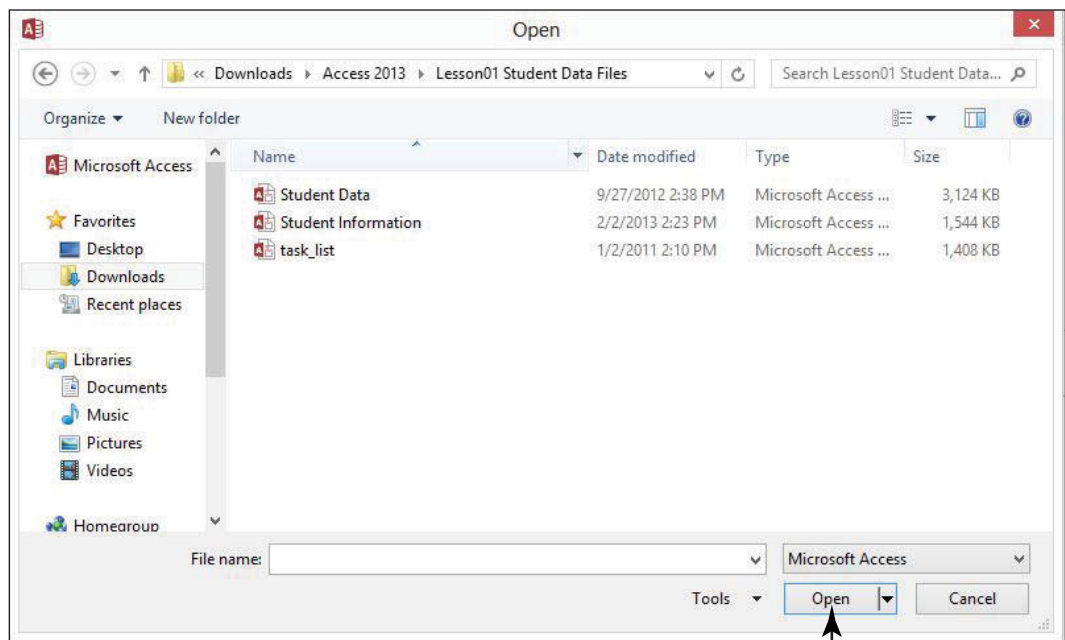 Open
« Downloads Access 2013 Lesson01 Student Data Files
Search Lesson01 Student Data...
Organize New folder
Microsoft Access
Favorites
Desktop
Downloads
Recent places
Libraries
Documents
Music
Pictures
Videos
Homegroup
Name Date modified Type Size
Student Data 9/27/2012 2:38 PM Microsoft Access ... 3,124 KB
Student Information 2/2/2013 2:23 PM Microsoft Access ... 1,544 KB
task_list 1/2/2011 2:10 PM Microsoft Access ... 1,408 KB
File name:
Microsoft Access
Tools Open Cancel